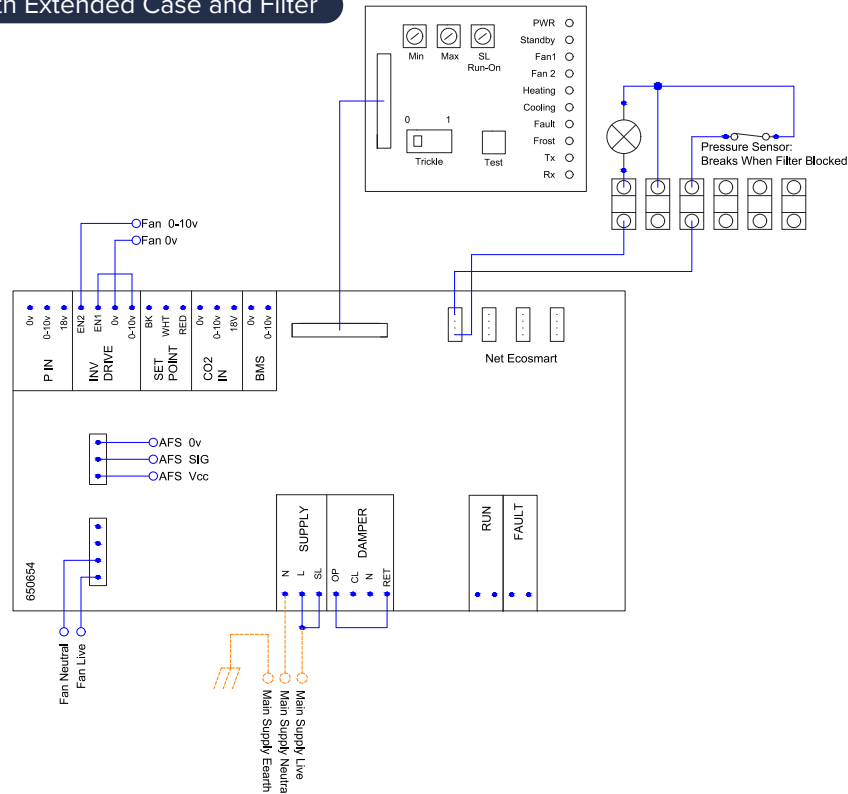 th Extended Case and Filter
PWR
Standby
Fan1
Fan 2
Heating
Cooling
Fault
Frost
Tx
Rx
Min
Max
SL
Run-On
0
1
Trickle
Test
Pressure Sensor:
Breaks When Filter Blocked
Fan 0-10v
Fan 0v
0v
0-10v
18v
EN2
EN1
0v
0-10v
BK
WHT
RED
0v
0-10v
18V
0v
0-10v
P IN
INV
DRIVE
SET
POINT
CO2
IN
BMS
Net Ecosmart
AFS 0v
AFS SIG
AFS Vcc
650654
SUPPLY
DAMPER
N
L
SL
OP
CL
N
RET
RUN
FAULT
Fan Neutral
Fan Live
Main Supply Eearth
Main Supply Neutra
Main Supply Live